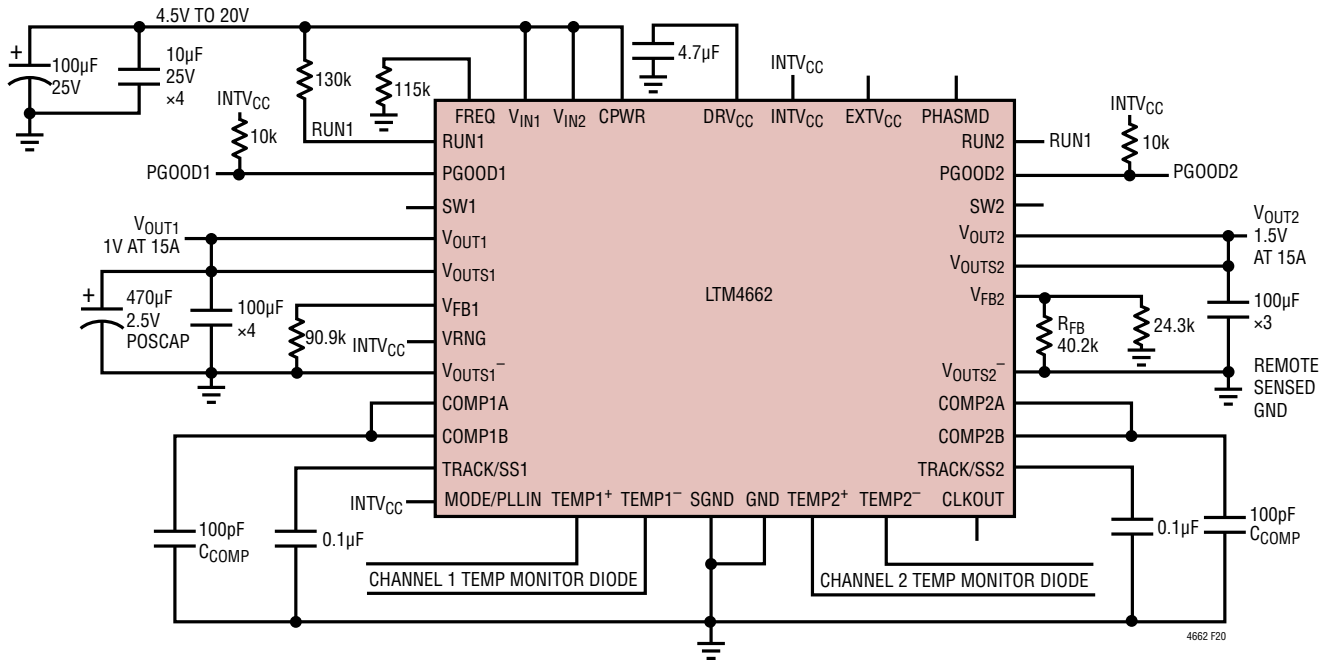 4.5V TO 20V
100µF
25V
10µF
25V
×4
130k
115k
4.7µF
INTVCC
INTVCC
10k
RUN1
PGOOD1
INTVCC
10k
RUN1
PGOOD2
FREQ VIN1 VIN2 CPWR DRVCC INTVCC EXTVCC PHASMD
RUN1
PGOOD1
SW1
VOUT1
VOUTS1
VFB1
VRNG
VOUTS1–
COMP1A
COMP1B
TRACK/SS1
MODE/PLLIN TEMP1+ TEMP1– SGND GND TEMP2+ TEMP2– CLKOUT
LTM4662
RUN2
PGOOD2
SW2
VOUT2
VOUTS2
VFB2
VOUTS2–
COMP2A
COMP2B
TRACK/SS2
VOUT1
1V AT 15A
470µF
2.5V
POSCAP
100µF
×4
90.9k
INTVCC
VOUT2
1.5V
AT 15A
RFB
40.2k
24.3k
100µF
×3
REMOTE
SENSED
GND
INTVCC
100pF
CCOMP
0.1µF
CHANNEL 1 TEMP MONITOR DIODE
CHANNEL 2 TEMP MONITOR DIODE
0.1µF
100pF
CCOMP
4662 F20